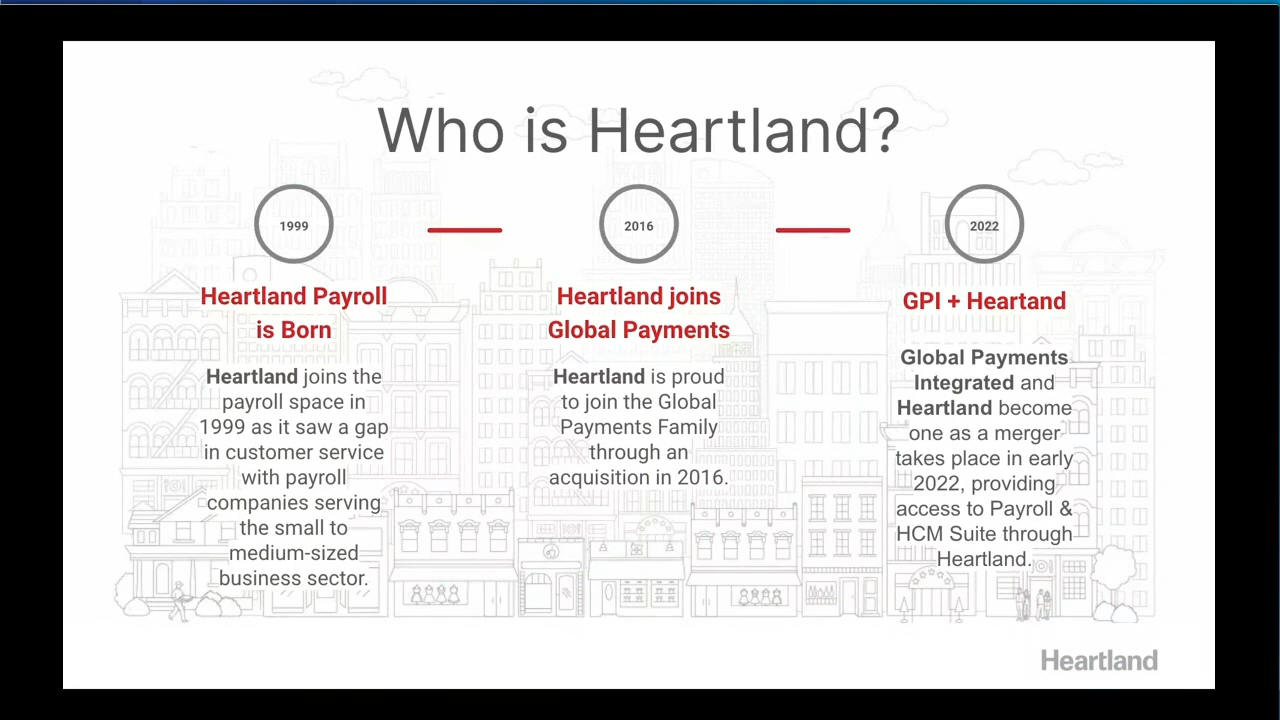 Who is Heartland?
1999
2016
2022
Heartland Payroll
is Born
Heartland joins the
payroll space in
1999 as it saw a gap
in customer service
with payroll
companies serving
the small to
medium-sized
business sector.
Heartland joins
Global Payments
Heartland is proud
to join the Global
Payments Family
through an
acquisition in 2016.
GPI + Heartand
Global Payments
Integrated and
Heartland become
one as a merger
takes place in early
2022, providing
access to Payroll &
HCM Suite through
Heartland.
Heartland